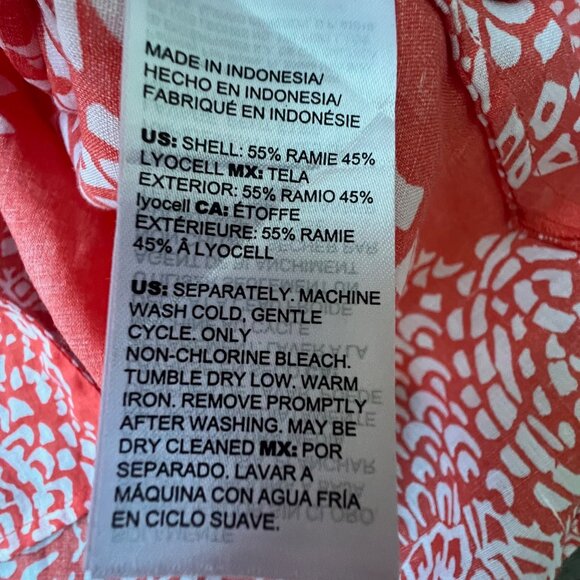 MADE IN INDONESIA/
HECHO EN INDONESIA/
FABRIQUÉ EN INDONÉSIE
US: SHELL: 55% RAMIE 45%
LYOCELL MX: TELA
EXTERIOR: 55% RAMIO 45%
lyocell CA: ÉTOFFE
EXTÉRIEURE: 55% RAMIE
45% Â LYOCELL
US: SEPARATELY. MACHINE
WASH COLD, GENTLE
CYCLE. ONLY
NON-CHLORINE BLEACH.
TUMBLE DRY LOW. WARM
IRON. REMOVE PROMPTLY
AFTER WASHING. MAY BE
DRY CLEANED MX: POR
SEPARADO, LAVAR A
MÁQUINA CON AGUA FRÍA
EN CICLO SUAVE.